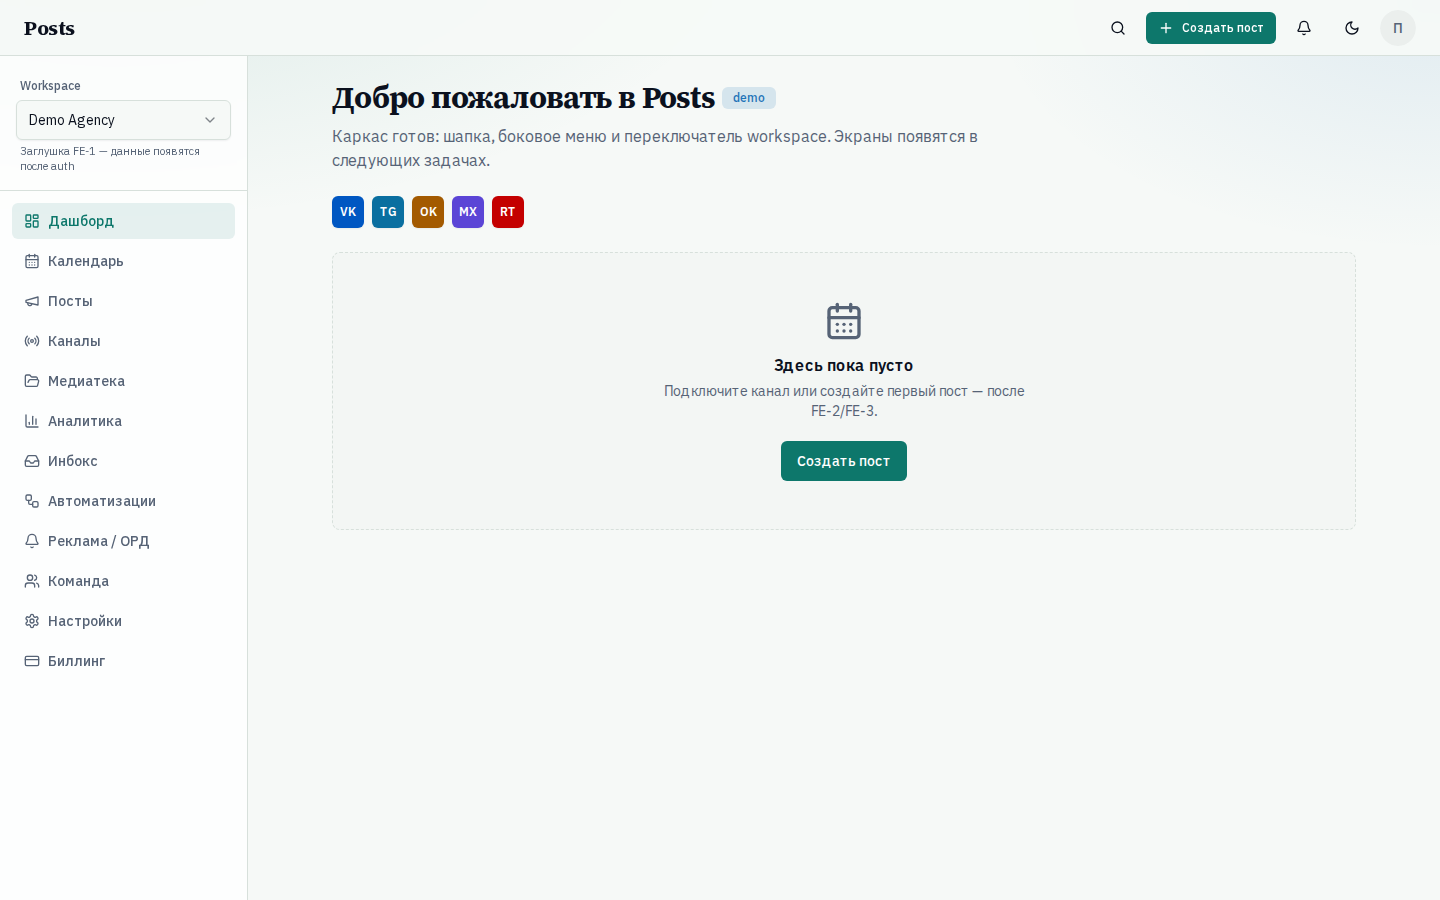 Posts
Создать пост
П
Workspace
Demo Agency
Заглушка FE-1 — данные появятся
после auth
Дашборд
Календарь
Посты
Каналы
Медиатека
Аналитика
Инбокс
Автоматизации
Реклама / ОРД
Команда
Настройки
Биллинг
Добро пожаловать в Posts demo
Каркас готов: шапка, боковое меню и переключатель workspace. Экраны появятся в
следующих задачах.
VK TG OK MX RT
Здесь пока пусто
Подключите канал или создайте первый пост — после
FE-2/FE-3.
Создать пост